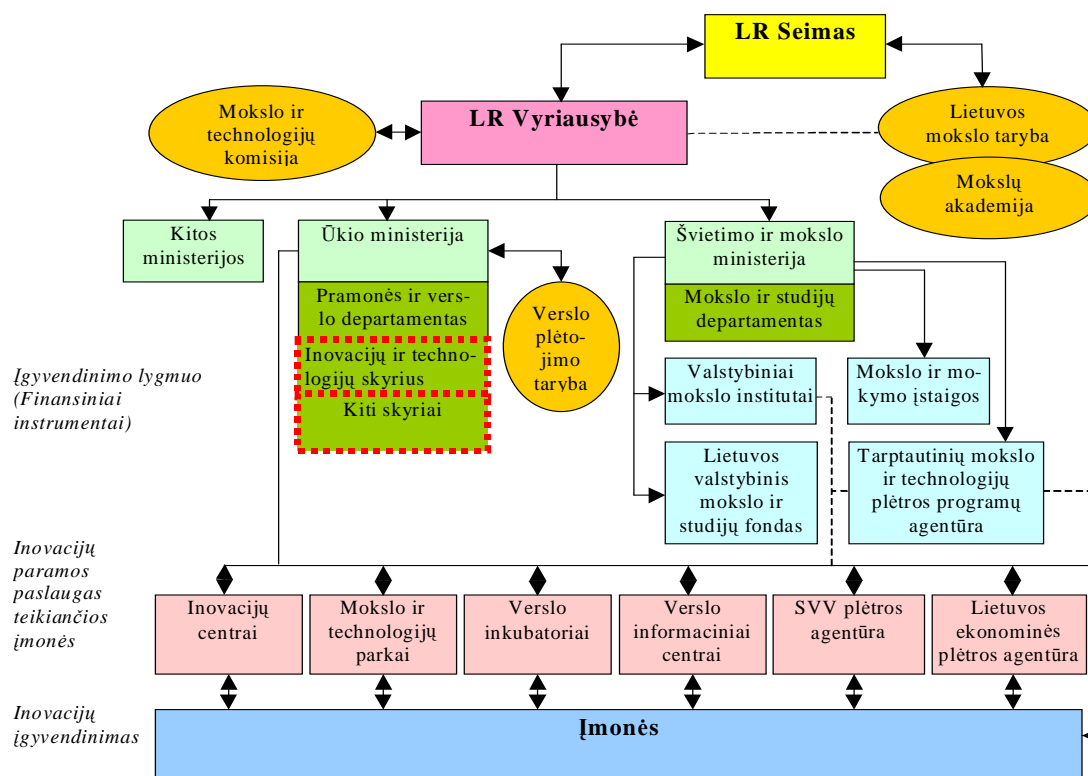 LR Seimas
Mokslo ir
technologijų
komisija
LR Vyriausybė
Lietuvos
mokslo taryba
Mokslų
akademija
Kitos
ministerijos
Ūkio ministerija
Pramonės ir vers-
lo departamentas
Inovacijų ir techno-
logijų skyrius
Kiti skyriai
Verslo
plėto-
jimo
taryba
Švietimo ir mokslo
ministerija
Mokslo ir studijų
departamentas
Įgyvendinimo lygmuo
(Finansiniai
instrumentai)
Valstybiniai
mokslo institutai
Mokslo ir mo-
kymo įstaigos
Lietuvos
valstybinis
mokslo ir
studijų fondas
Tarptautinių mokslo
ir technologijų
plėtros programų
agentūra
Inovacijų
paramos
paslaugas
teikiančios
įmonės
Inovacijų
centrai
Mokslo ir
technologijų
parkai
Verslo
inkubatoriai
Verslo
informaciniai
centrai
SVV plėtros
agentūra
Lietuvos
ekonominės
plėtros agentūra
Inovacijų
įgyvendinimas
Įmonės